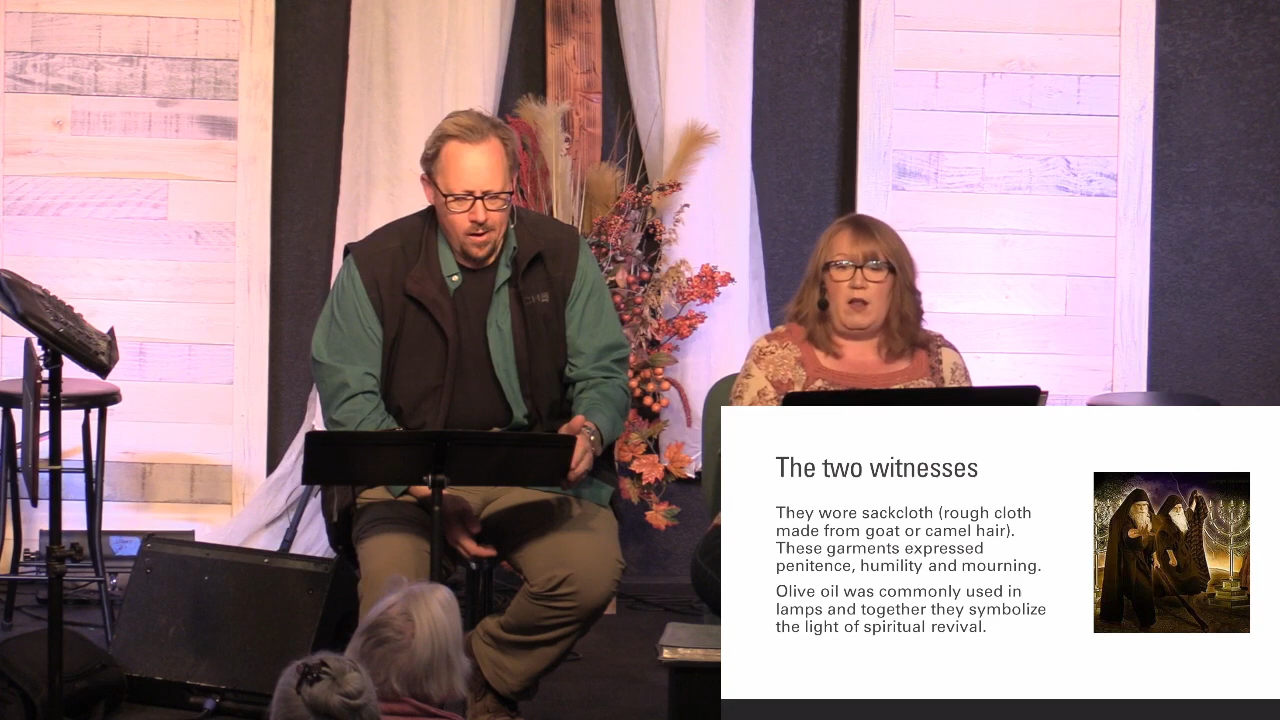 The two witnesses
They wore sackcloth (rough cloth
made from goat or camel hair).
These garments expressed
penitence, humility and mourning.
Olive oil was commonly used in
lamps and together they symbolize
the light of spiritual revival.